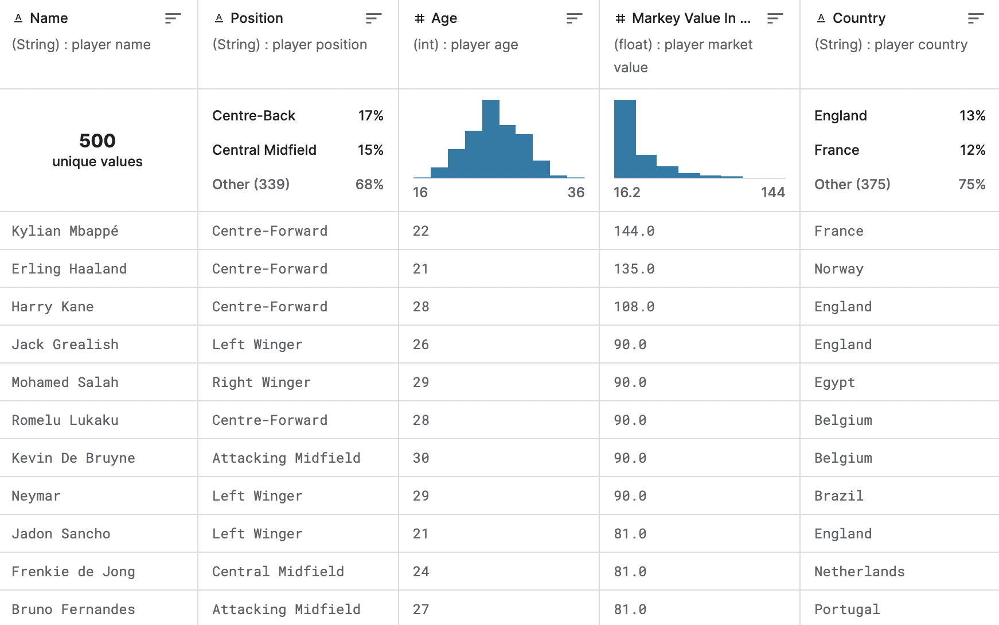 A Name
A Position
# Age
# Markey Value In ...
A Country
(String) : player name
(String) : player position
(int) : player age
(float) : player market
value
(String) : player country
500
unique values
Centre-Back 17%
Central Midfield 15%
Other (339) 68%
16 36
16.2 144
England 13%
France 12%
Other (375) 75%
Kylian Mbappé Centre-Forward 22 144.0 France
Erling Haaland Centre-Forward 21 135.0 Norway
Harry Kane Centre-Forward 28 108.0 England
Jack Grealish Left Winger 26 90.0 England
Mohamed Salah Right Winger 29 90.0 Egypt
Romelu Lukaku Centre-Forward 28 90.0 Belgium
Kevin De Bruyne Attacking Midfield 30 90.0 Belgium
Neymar Left Winger 29 90.0 Brazil
Jadon Sancho Left Winger 21 81.0 England
Frenkie de Jong Central Midfield 24 81.0 Netherlands
Bruno Fernandes Attacking Midfield 27 81.0 Portugal